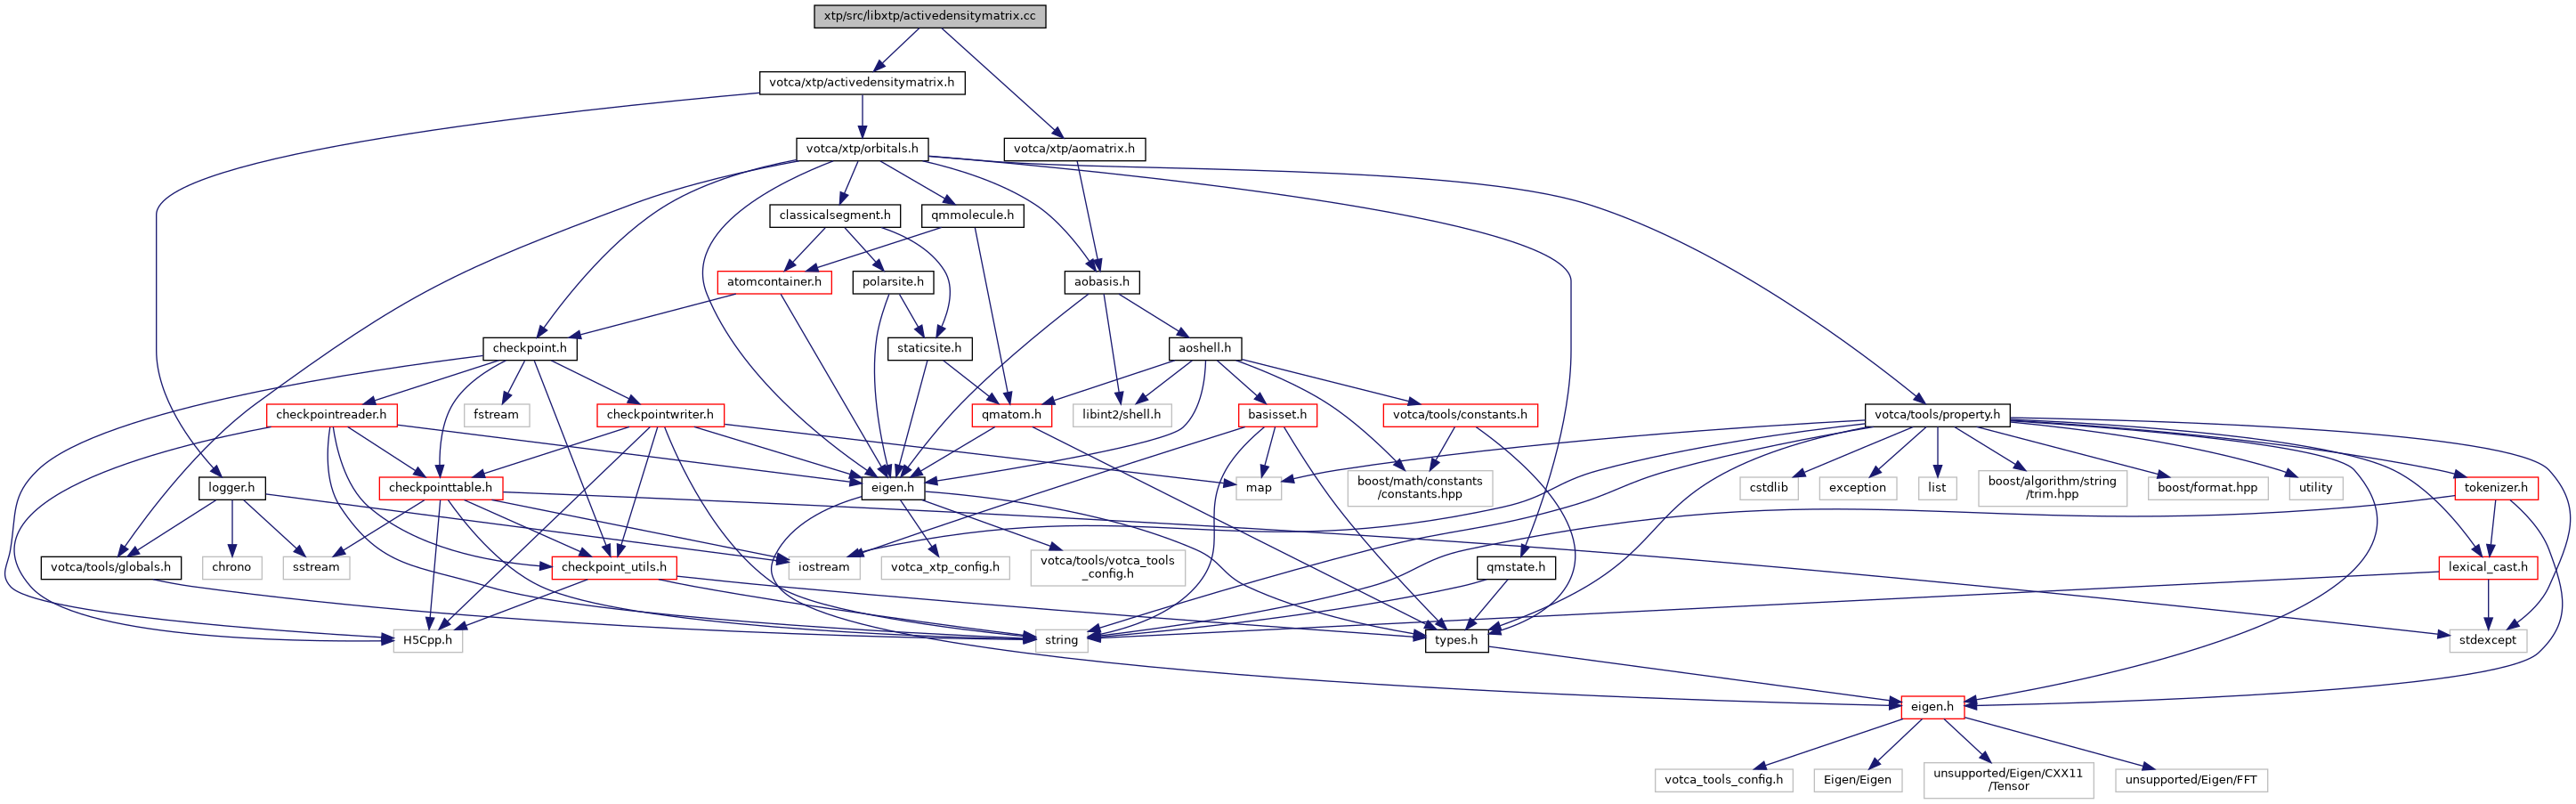 xtp/src/libxtp/activedensitymatrix.cc
votca/xtp/activedensitymatrix.h
votca/xtp/orbitals.h
votca/xtp/aomatrix.h
classicalsegment.h
qmmolecule.h
atomcontainer.h
polarsite.h
aobasis.h
checkpoint.h
staticsite.h
aoshell.h
checkpointreader.h
fstream
checkpointwriter.h
qmatom.h
libint2/shell.h
basisset.h
votca/tools/constants.h
votca/tools/property.h
logger.h
checkpointtable.h
eigen.h
map
boost/math/constants
/constants.hpp
cstdlib
exception
list
boost/algorithm/string
/trim.hpp
boost/format.hpp
utility
tokenizer.h
votca/tools/globals.h
chrono
sstream
checkpoint_utils.h
iostream
votca_xtp_config.h
votca/tools/votca_tools
_config.h
qmstate.h
lexical_cast.h
H5Cpp.h
string
types.h
stdexcept
eigen.h
votca_tools_config.h
Eigen/Eigen
unsupported/Eigen/CXX11
/Tensor
unsupported/Eigen/FFT